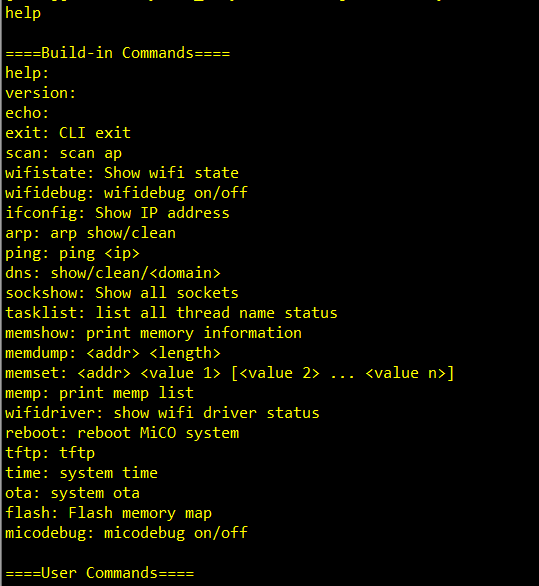 help
====Build-in Commands====
help:
version:
echo:
exit: CLI exit
scan: scan ap
wifistate: Show wifi state
wifidebug: wifidebug on/off
ifconfig: Show IP address
arp: arp show/clean
ping: ping <ip>
dns: show/clean/<domain>
sockshow: Show all sockets
tasklist: list all thread name status
memshow: print memory information
memdump: <addr> <length>
memset: <addr> <value 1> [<value 2> ... <value n>]
memp: print memp list
wifidriver: show wifi driver status
reboot: reboot MiCO system
tftp: tftp
time: system time
ota: system ota
flash: Flash memory map
micodebug: micodebug on/off
====User Commands====